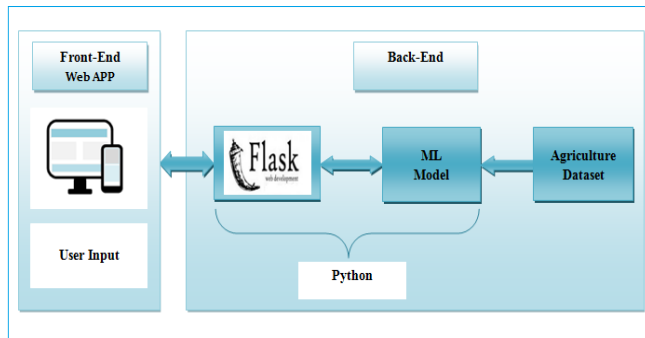 Front-End
Web APP
Back-End
Flask
web development
ML
Model
Agriculture
Dataset
User Input
Python